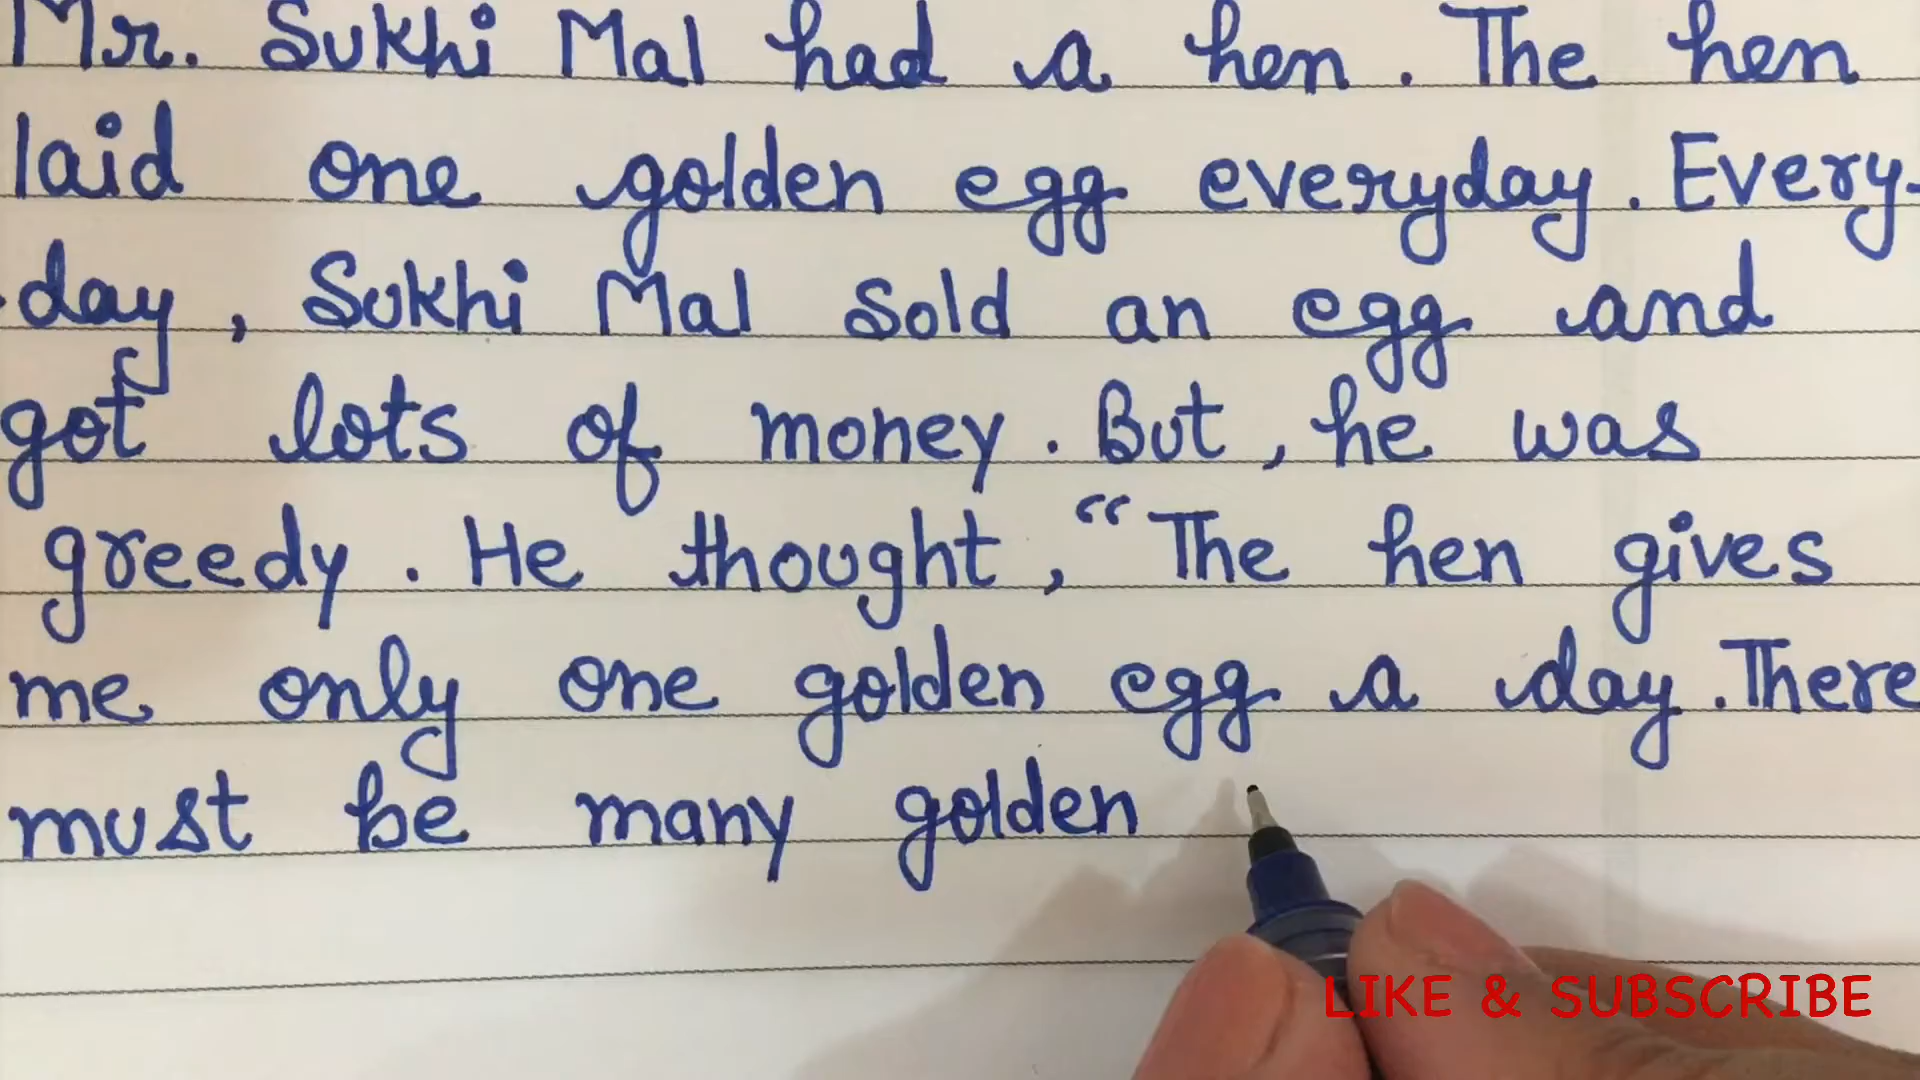 Mr. Sukhi Mal had a hen. The hen
laid one golden egg everyday. Every-
-day, Sukhi Mal sold an egg and
got lots of money. But, he was
greedy. He thought, “The hen gives
me only one golden egg a day. There
must be many golden
LIKE & SUBSCRIBE